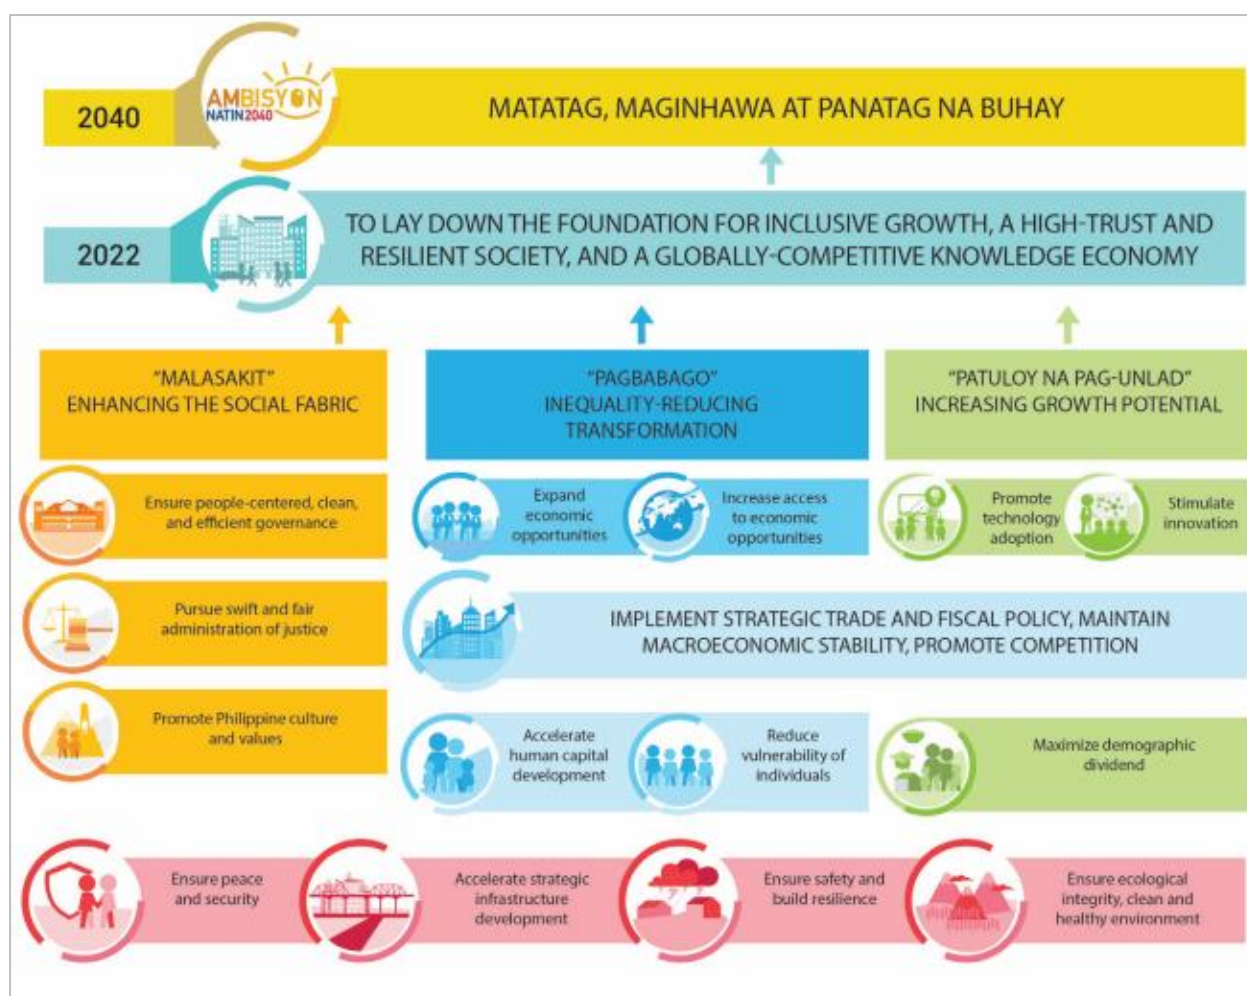 2040
AMBISYON
NATIN2040
MATATAG, MAGINHAWA AT PANATAG NA BUHAY
2022
TO LAY DOWN THE FOUNDATION FOR INCLUSIVE GROWTH, A HIGH-TRUST AND
RESILIENT SOCIETY, AND A GLOBALLY-COMPETITIVE KNOWLEDGE ECONOMY
"MALASAKIT"
ENHANCING THE SOCIAL FABRIC
"PAGBABAGO"
INEQUALITY-REDUCING
TRANSFORMATION
"PATULOY NA PAG-UNLAD"
INCREASING GROWTH POTENTIAL
Ensure people-centered, clean,
and efficient governance
Expand
economic
opportunities
Increase access
to economic
opportunities
Promote
technology
adoption
Stimulate
innovation
Pursue swift and fair
administration of justice
IMPLEMENT STRATEGIC TRADE AND FISCAL POLICY, MAINTAIN
MACROECONOMIC STABILITY, PROMOTE COMPETITION
Promote Philippine culture
and values
Accelerate
human capital
development
Reduce
vulnerability of
individuals
Maximize demographic
dividend
Ensure peace
and security
Accelerate strategic
infrastructure
development
Ensure safety and
build resilience
Ensure ecological
integrity, clean and
healthy environment